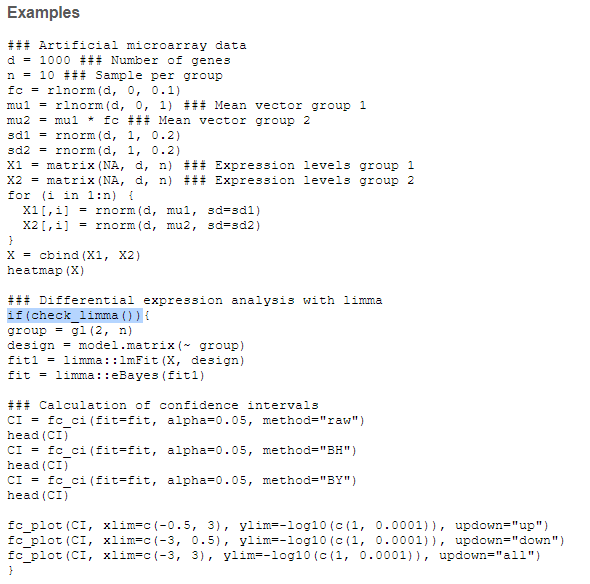 Examples
### Artificial microarray data
d = 1000 ### Number of genes
n = 10 ### Sample per group
fc = rlnorm(d, 0, 0.1)
mu1 = rlnorm(d, 0, 1) ### Mean vector group 1
mu2 = mu1 * fc ### Mean vector group 2
sd1 = rnorm(d, 1, 0.2)
sd2 = rnorm(d, 1, 0.2)
X1 = matrix(NA, d, n) ### Expression levels group 1
X2 = matrix(NA, d, n) ### Expression levels group 2
for (i in 1:n) {
  X1[,i] = rnorm(d, mu1, sd=sd1)
  X2[,i] = rnorm(d, mu2, sd=sd2)
}
X = cbind(X1, X2)
heatmap(X)

### Differential expression analysis with limma
if(check_limma()){
group = gl(2, n)
design = model.matrix(~ group)
fit1 = limma::lmFit(X, design)
fit = limma::eBayes(fit1)

### Calculation of confidence intervals
CI = fc_ci(fit=fit, alpha=0.05, method="raw")
head(CI)
CI = fc_ci(fit=fit, alpha=0.05, method="BH")
head(CI)
CI = fc_ci(fit=fit, alpha=0.05, method="BY")
head(CI)

fc_plot(CI, xlim=c(-0.5, 3), ylim=-log10(c(1, 0.0001)), updown="up")
fc_plot(CI, xlim=c(-3, 0.5), ylim=-log10(c(1, 0.0001)), updown="down")
fc_plot(CI, xlim=c(-3, 3), ylim=-log10(c(1, 0.0001)), updown="all")
}